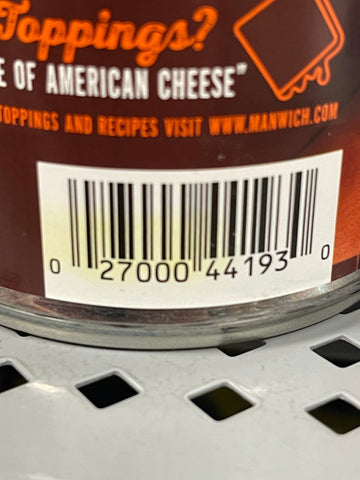 Toppings?
E OF AMERICAN CHEESE"
TOPPINGS AND RECIPES VISIT WWW.MANWICH.COM
0 27000 44193 0